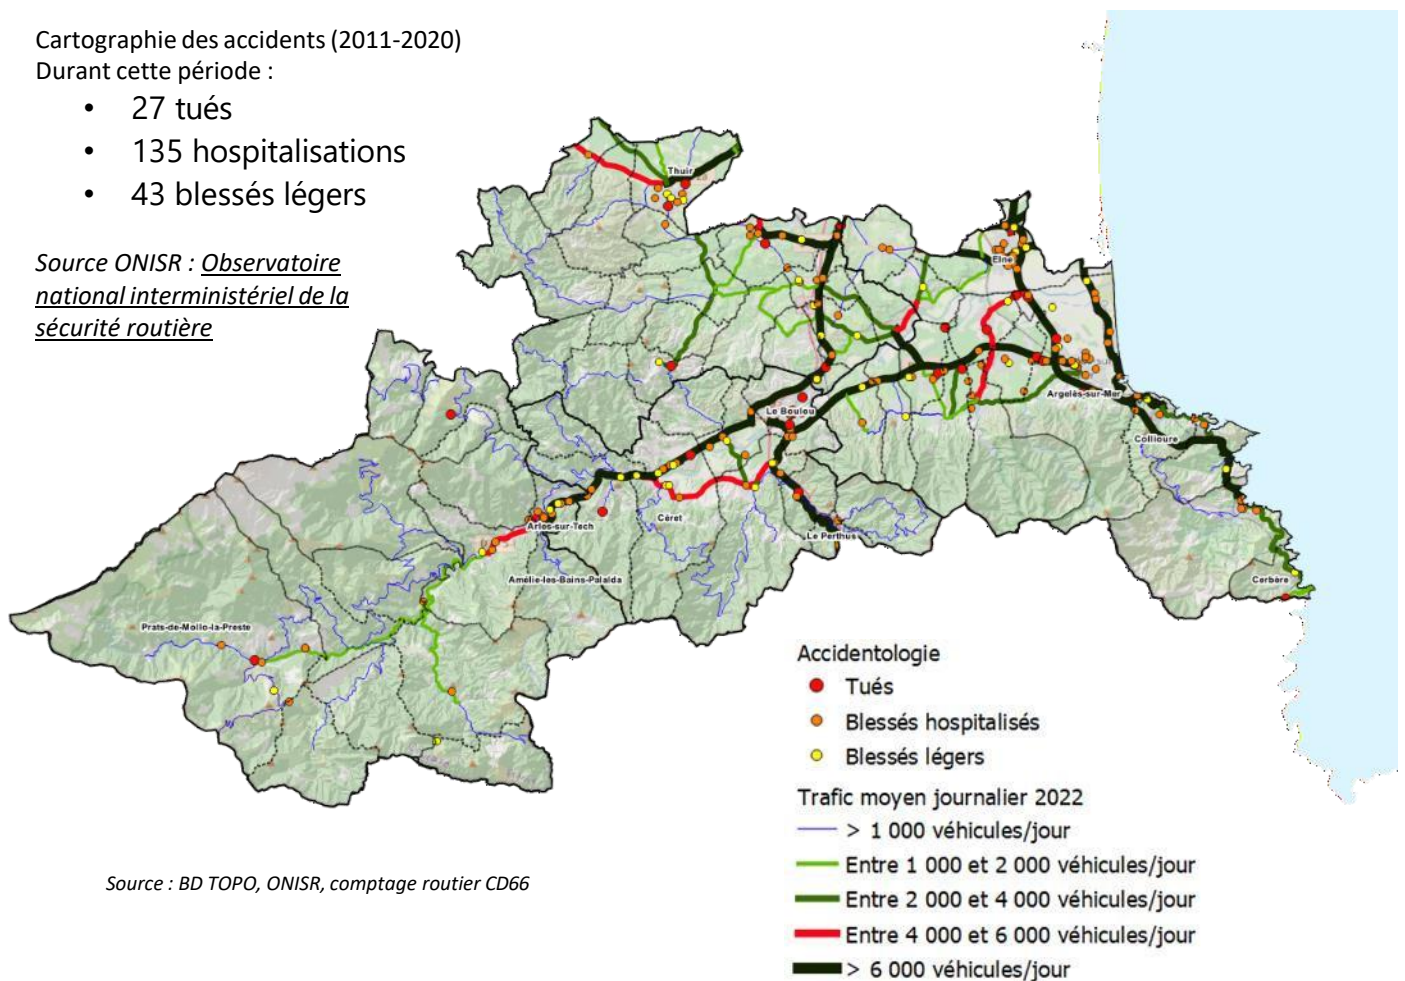 Cartographie des accidents (2011-2020)
Durant cette période :
• 27 tués
• 135 hospitalisations
• 43 blessés légers
Source ONISR : Observatoire
national interministériel de la
sécurité routière
Thuir
Elne
Argelès-sur-Mer
Le Boulou
Collioure
Arles-sur-Tech
Céret
Le Perthus
Amélie-les-Bains-Palalda
Cerbère
Prats-de-Mollo-la-Preste
Accidentologie
Tués
Blessés hospitalisés
Blessés légers
Trafic moyen journalier 2022
> 1 000 véhicules/jour
Entre 1 000 et 2 000 véhicules/jour
Entre 2 000 et 4 000 véhicules/jour
Entre 4 000 et 6 000 véhicules/jour
> 6 000 véhicules/jour
Source : BD TOPO, ONISR, comptage routier CD66